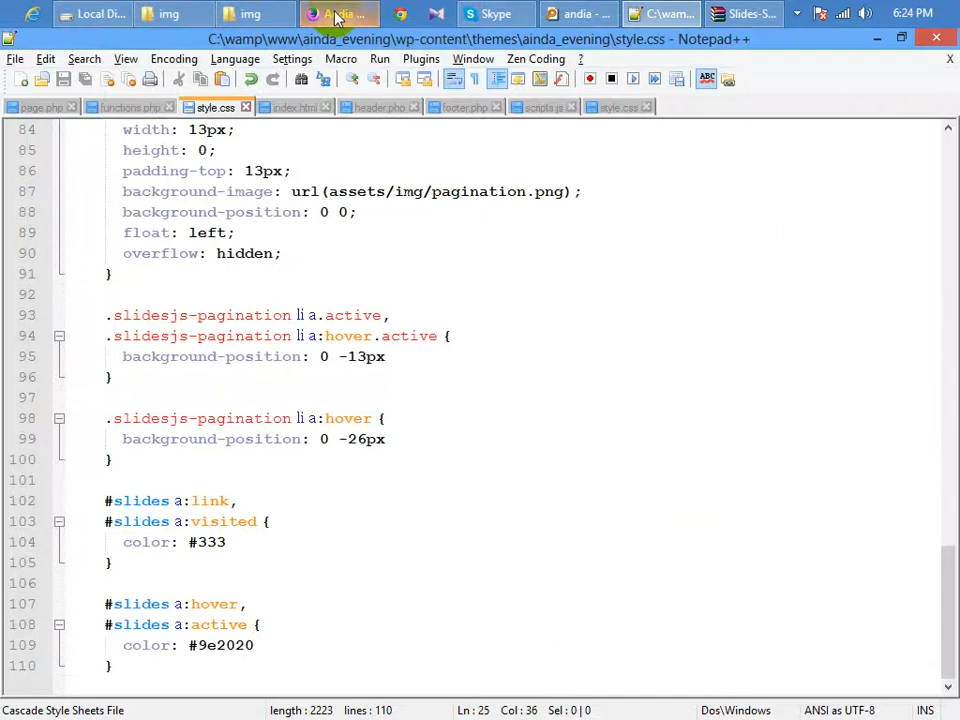 Local Di...
img
img
Andia ...
Skype
andia - ...
C:\wam...
Slides-S...
6:24 PM
C:\wamp\www\ainda_evening\wp-content\themes\ainda_evening\style.css - Notepad++
File Edit Search View Encoding Language Settings Macro Run Plugins Window Zen Coding ? X
page.php functions.php style.css index.html header.php footer.php scripts.js style.css
84 width: 13px;
85 height: 0;
86 padding-top: 13px;
87 background-image: url(assets/img/pagination.png);
88 background-position: 0 0;
89 float: left;
90 overflow: hidden;
91 }
92
93 .slidesjs-pagination li a.active,
94 .slidesjs-pagination li a:hover.active {
95 background-position: 0 -13px
96 }
97
98 .slidesjs-pagination li a:hover {
99 background-position: 0 -26px
100 }
101
102 #slides a:link,
103 #slides a:visited {
104 color: #333
105 }
106
107 #slides a:hover,
108 #slides a:active {
109 color: #9e2020
110 }
Cascade Style Sheets File length : 2223 lines : 110 Ln : 25 Col : 36 Sel : 0 | 0 Dos\Windows ANSI as UTF-8 INS